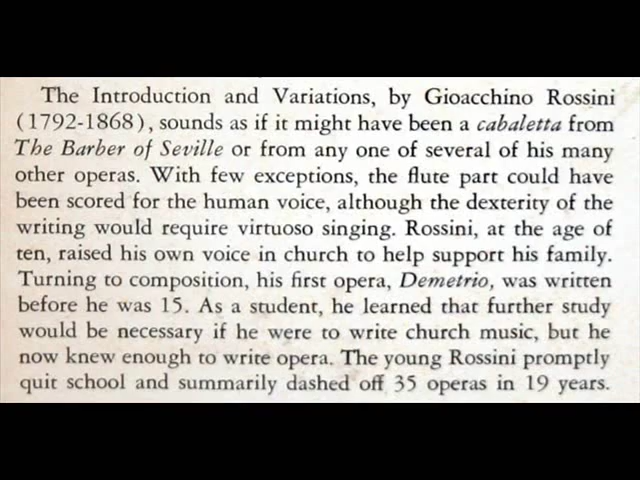 The Introduction and Variations, by Gioacchino Rossini
(1792-1868), sounds as if it might have been a cabaletta from
The Barber of Seville or from any one of several of his many
other operas. With few exceptions, the flute part could have
been scored for the human voice, although the dexterity of the
writing would require virtuoso singing. Rossini, at the age of
ten, raised his own voice in church to help support his family.
Turning to composition, his first opera, Demetrio, was written
before he was 15. As a student, he learned that further study
would be necessary if he were to write church music, but he
now knew enough to write opera. The young Rossini promptly
quit school and summarily dashed off 35 operas in 19 years.